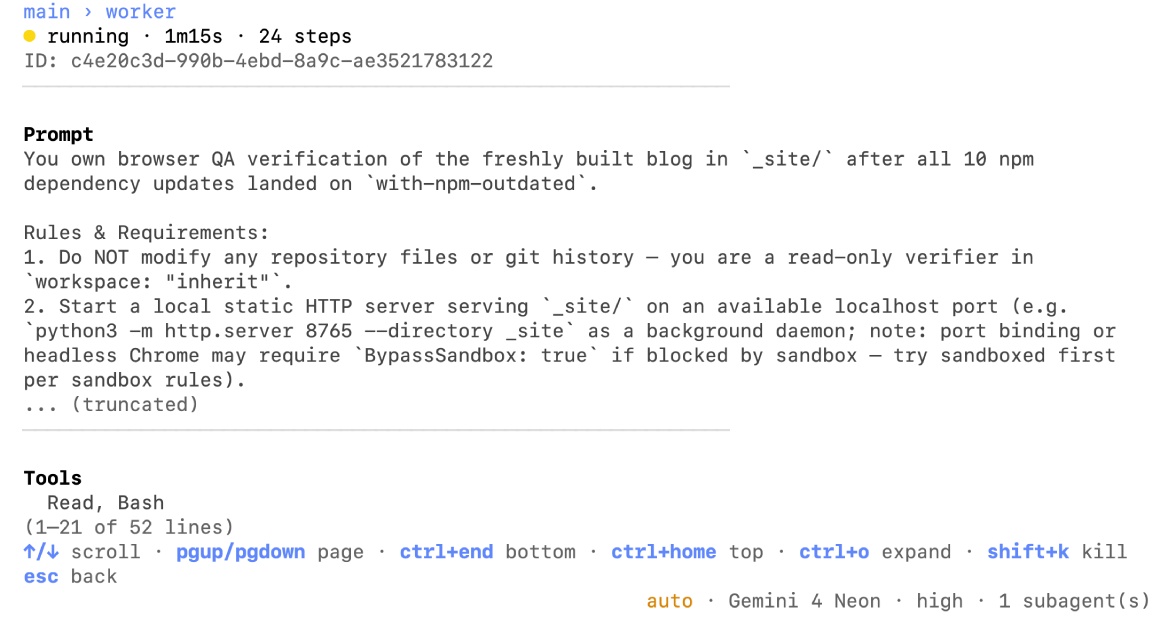 main › worker
running · 1m15s · 24 steps
ID: c4e20c3d-990b-4ebd-8a9c-ae3521783122
Prompt
You own browser QA verification of the freshly built blog in `_site/` after all 10 npm
dependency updates landed on `with-npm-outdated`.
Rules & Requirements:
1. Do NOT modify any repository files or git history — you are a read-only verifier in
`workspace: "inherit"`.
2. Start a local static HTTP server serving `_site/` on an available localhost port (e.g.
`python3 -m http.server 8765 --directory _site` as a background daemon; note: port binding or
headless Chrome may require `BypassSandbox: true` if blocked by sandbox — try sandboxed first
per sandbox rules).
... (truncated)
Tools
Read, Bash
(1–21 of 52 lines)
↑/↓ scroll · pgup/pgdown page · ctrl+end bottom · ctrl+home top · ctrl+o expand · shift+k kill
esc back
auto · Gemini 4 Neon · high · 1 subagent(s)